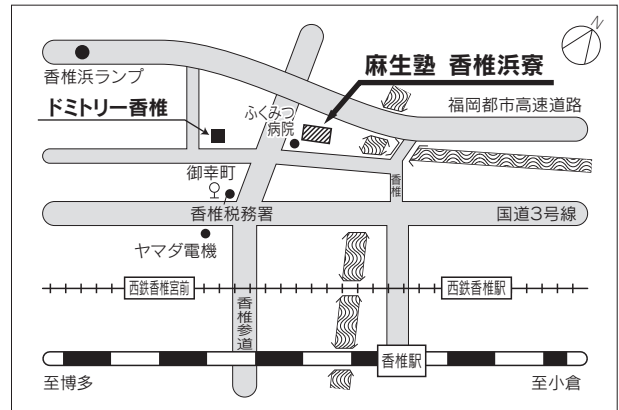 N
麻生塾 香椎浜寮
香椎浜ランプ
ドミトリー香椎
ふくみつ
病院
福岡都市高速道路
御幸町
香椎
香椎税務署
国道3号線
ヤマダ電機
西鉄香椎宮前
西鉄香椎駅
香椎参道
香椎駅
至博多
至小倉